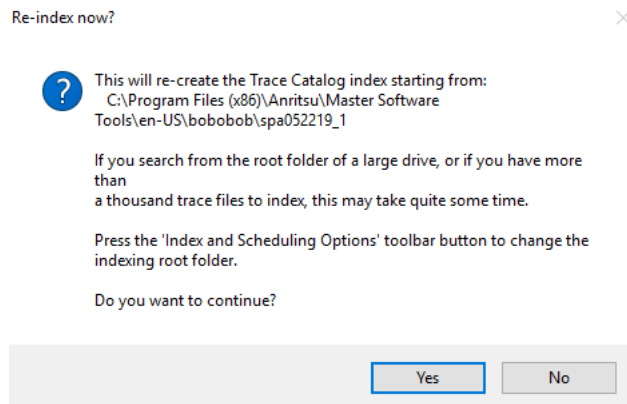 Re-index now?
This will re-create the Trace Catalog index starting from:
C:\Program Files (x86)\Anritsu\Master Software
Tools\en-US\bobobob\spa052219_1
If you search from the root folder of a large drive, or if you have more
than
a thousand trace files to index, this may take quite some time.
Press the 'Index and Scheduling Options' toolbar button to change the
indexing root folder.
Do you want to continue?
Yes No